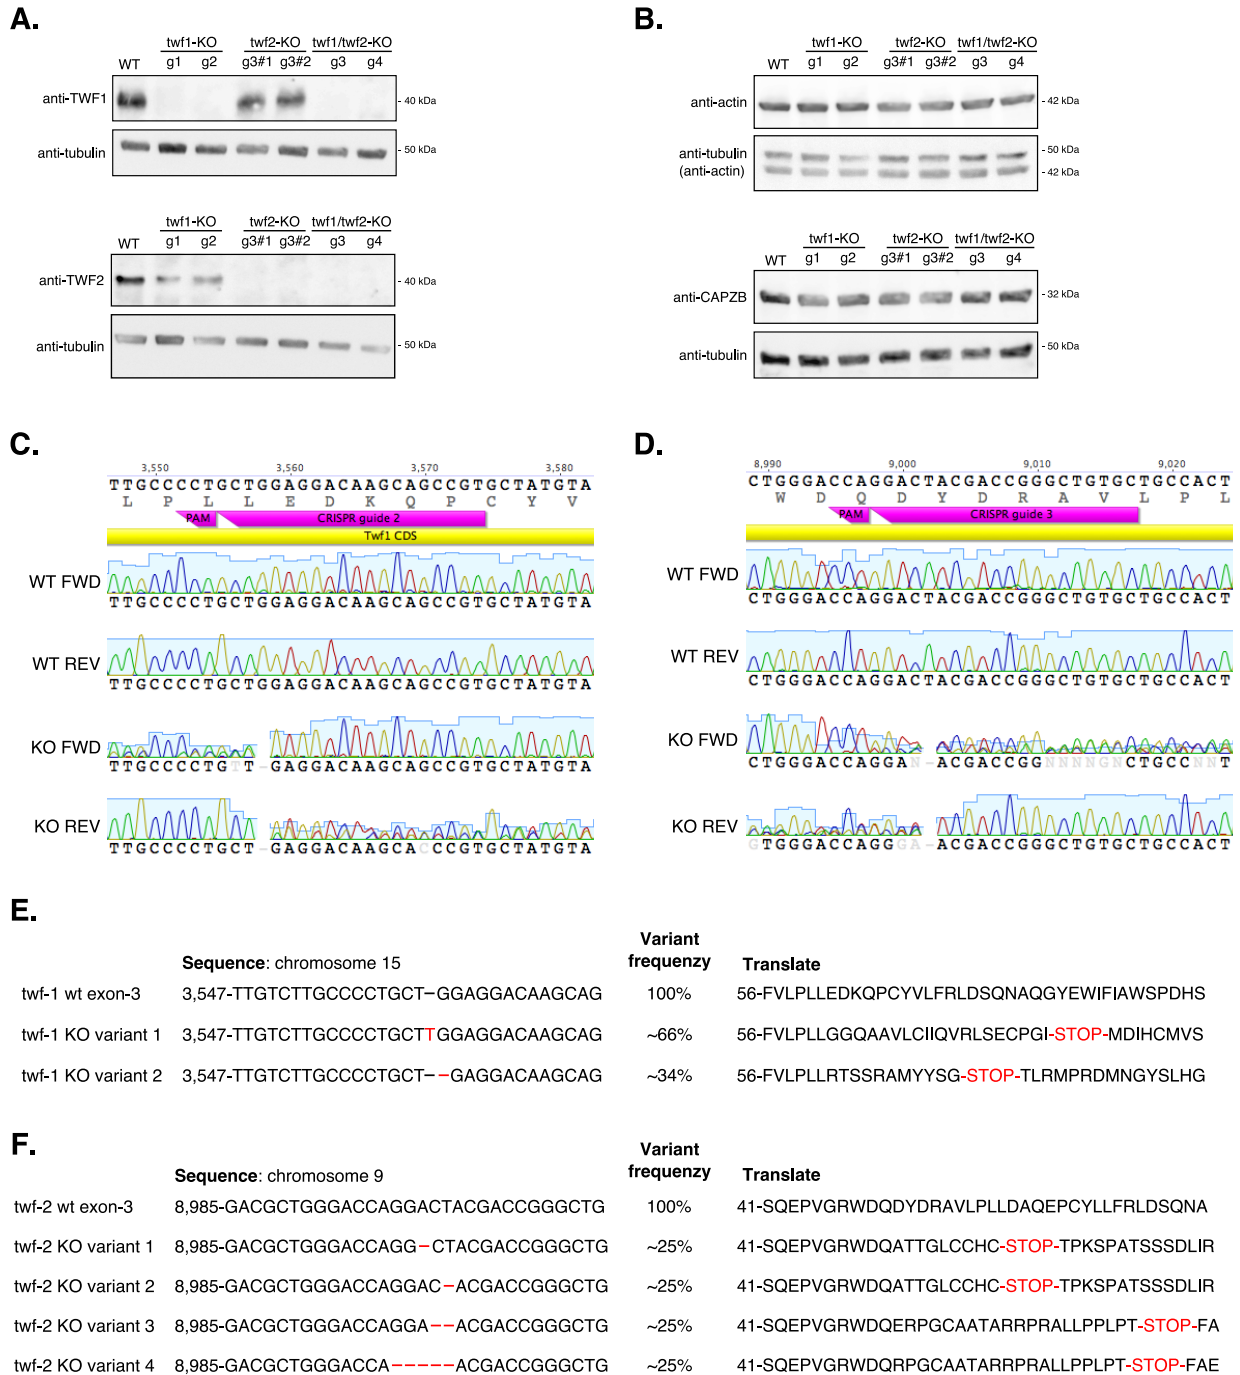 A.
twf1-KO twf2-KO twf1/twf2-KO
WT g1 g2 g3#1 g3#2 g3 g4
anti-TWF1 - 40 kDa
anti-tubulin - 50 kDa
twf1-KO twf2-KO twf1/twf2-KO
WT g1 g2 g3#1 g3#2 g3 g4
anti-TWF2 - 40 kDa
anti-tubulin - 50 kDa
B.
twf1-KO twf2-KO twf1/twf2-KO
WT g1 g2 g3#1 g3#2 g3 g4
anti-actin - 42 kDa
anti-tubulin - 50 kDa
(anti-actin) - 42 kDa
twf1-KO twf2-KO twf1/twf2-KO
WT g1 g2 g3#1 g3#2 g3 g4
anti-CAPZB - 32 kDa
anti-tubulin - 50 kDa
C.
3,550 3,560 3,570 3,580
TTGCCCCTGCTGGAGGACAAGCAGCCGTGCTATGTA
L P L L E D K Q P C Y V
PAM CRISPR guide 2
Twf1 CDS
WT FWD
TTGCCCCTGCTGGAGGACAAGCAGCCGTGCTATGTA
WT REV
TTGCCCCTGCTGGAGGACAAGCAGCCGTGCTATGTA
KO FWD
TTGCCCCTGTT-GAGGACAAGCAGCCGTGCTATGTA
KO REV
TTGCCCCTGCT-GAGGACAAGCACCCGTGCTATGTA
D.
8,990 9,000 9,010 9,020
CTGGGACCAGGACTACGACCGGGCTGTGCTGCCACT
W D Q D Y D R A V L P L
PAM CRISPR guide 3
WT FWD
CTGGGACCAGGACTACGACCGGGCTGTGCTGCCACT
WT REV
CTGGGACCAGGACTACGACCGGGCTGTGCTGCCACT
KO FWD
CTGGGACCAGGAN-ACGACCGGNNNNGNCTGCCNNT
KO REV
GTGGGACCAGGGA-ACGACCGGGCTGTGCTGCCACT
E.
Sequence: chromosome 15 Variant frequenzy Translate
twf-1 wt exon-3 3,547-TTGTCTTGCCCCTGCT-GGAGGACAAGCAG 100% 56-FVLPLLEDKQPCYVLFRLDSQNAQGYEWIFIAWSPDHS
twf-1 KO variant 1 3,547-TTGTCTTGCCCCTGCTTGGAGGACAAGCAG ~66% 56-FVLPLLGGQAAVLCIIQVRLSECPGI-STOP-MDIHCMVS
twf-1 KO variant 2 3,547-TTGTCTTGCCCCTGCT--GAGGACAAGCAG ~34% 56-FVLPLLRTSSRAMYYSG-STOP-TLRMPRDMNGYSLHG
F.
Sequence: chromosome 9 Variant frequenzy Translate
twf-2 wt exon-3 8,985-GACGCTGGGACCAGGACTACGACCGGGCTG 100% 41-SQEPVGRWDQDYDRAVLPLLDAQEPCYLLFRLDSQNA
twf-2 KO variant 1 8,985-GACGCTGGGACCAGG-CTACGACCGGGCTG ~25% 41-SQEPVGRWDQATTGLCCHC-STOP-TPKSPATSSSDLIR
twf-2 KO variant 2 8,985-GACGCTGGGACCAGGAC-ACGACCGGGCTG ~25% 41-SQEPVGRWDQATTGLCCHC-STOP-TPKSPATSSSDLIR
twf-2 KO variant 3 8,985-GACGCTGGGACCAGGA--ACGACCGGGCTG ~25% 41-SQEPVGRWDQERPGCAATARRPRALLPPLPT-STOP-FA
twf-2 KO variant 4 8,985-GACGCTGGGACCA-----ACGACCGGGCTG ~25% 41-SQEPVGRWDQRPGCAATARRPRALLPPLPT-STOP-FAE